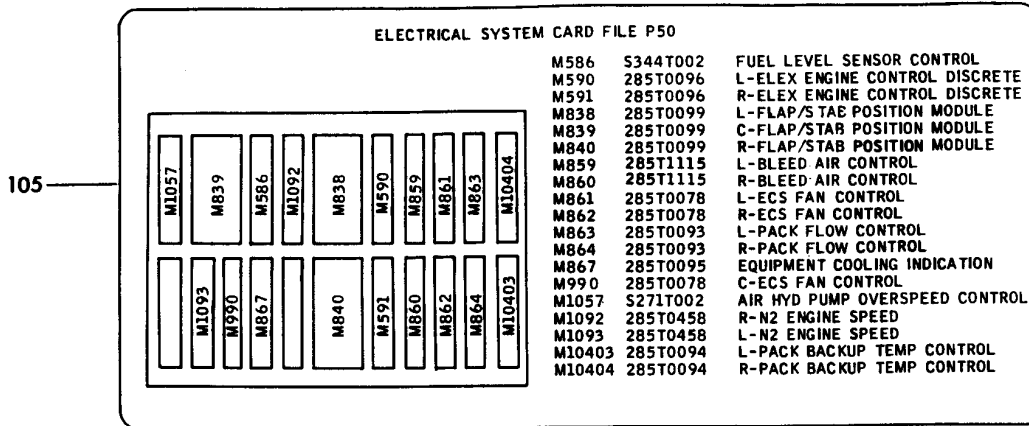 ELECTRICAL SYSTEM CARD FILE P50
M586 S344T002 FUEL LEVEL SENSOR CONTROL
M590 285T0096 L-ELEX ENGINE CONTROL DISCRETE
M591 285T0096 R-ELEX ENGINE CONTROL DISCRETE
M838 285T0099 L-FLAP/STAB POSITION MODULE
M839 285T0099 C-FLAP/STAB POSITION MODULE
M840 285T0099 R-FLAP/STAB POSITION MODULE
M859 285T1115 L-BLEED AIR CONTROL
M860 285T1115 R-BLEED AIR CONTROL
M861 285T0078 L-ECS FAN CONTROL
M862 285T0078 R-ECS FAN CONTROL
M863 285T0093 L-PACK FLOW CONTROL
M864 285T0093 R-PACK FLOW CONTROL
M867 285T0095 EQUIPMENT COOLING INDICATION
M990 285T0078 C-ECS FAN CONTROL
M1057 S271T002 AIR HYD PUMP OVERSPEED CONTROL
M1092 285T0458 R-N2 ENGINE SPEED
M1093 285T0458 L-N2 ENGINE SPEED
M10403 285T0094 L-PACK BACKUP TEMP CONTROL
M10404 285T0094 R-PACK BACKUP TEMP CONTROL
105
M1057
M839
M586
M1092
M838
M590
M859
M861
M863
M10404
M1093
M990
M867
M840
M591
M860
M862
M864
M10403